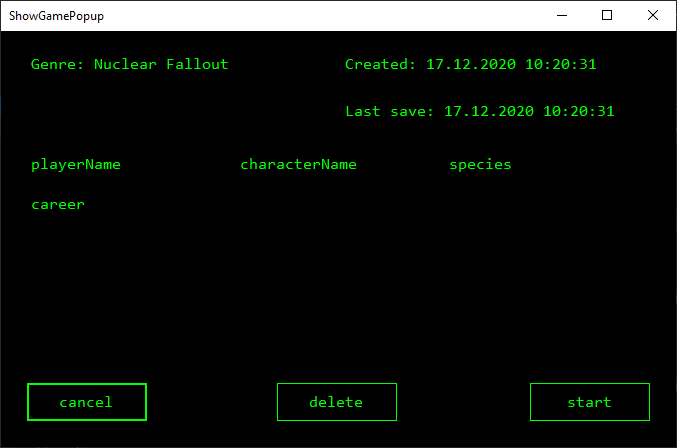 ShowGamePopup
Genre: Nuclear Fallout Created: 17.12.2020 10:20:31
Last save: 17.12.2020 10:20:31
playerName characterName species
career
cancel delete start